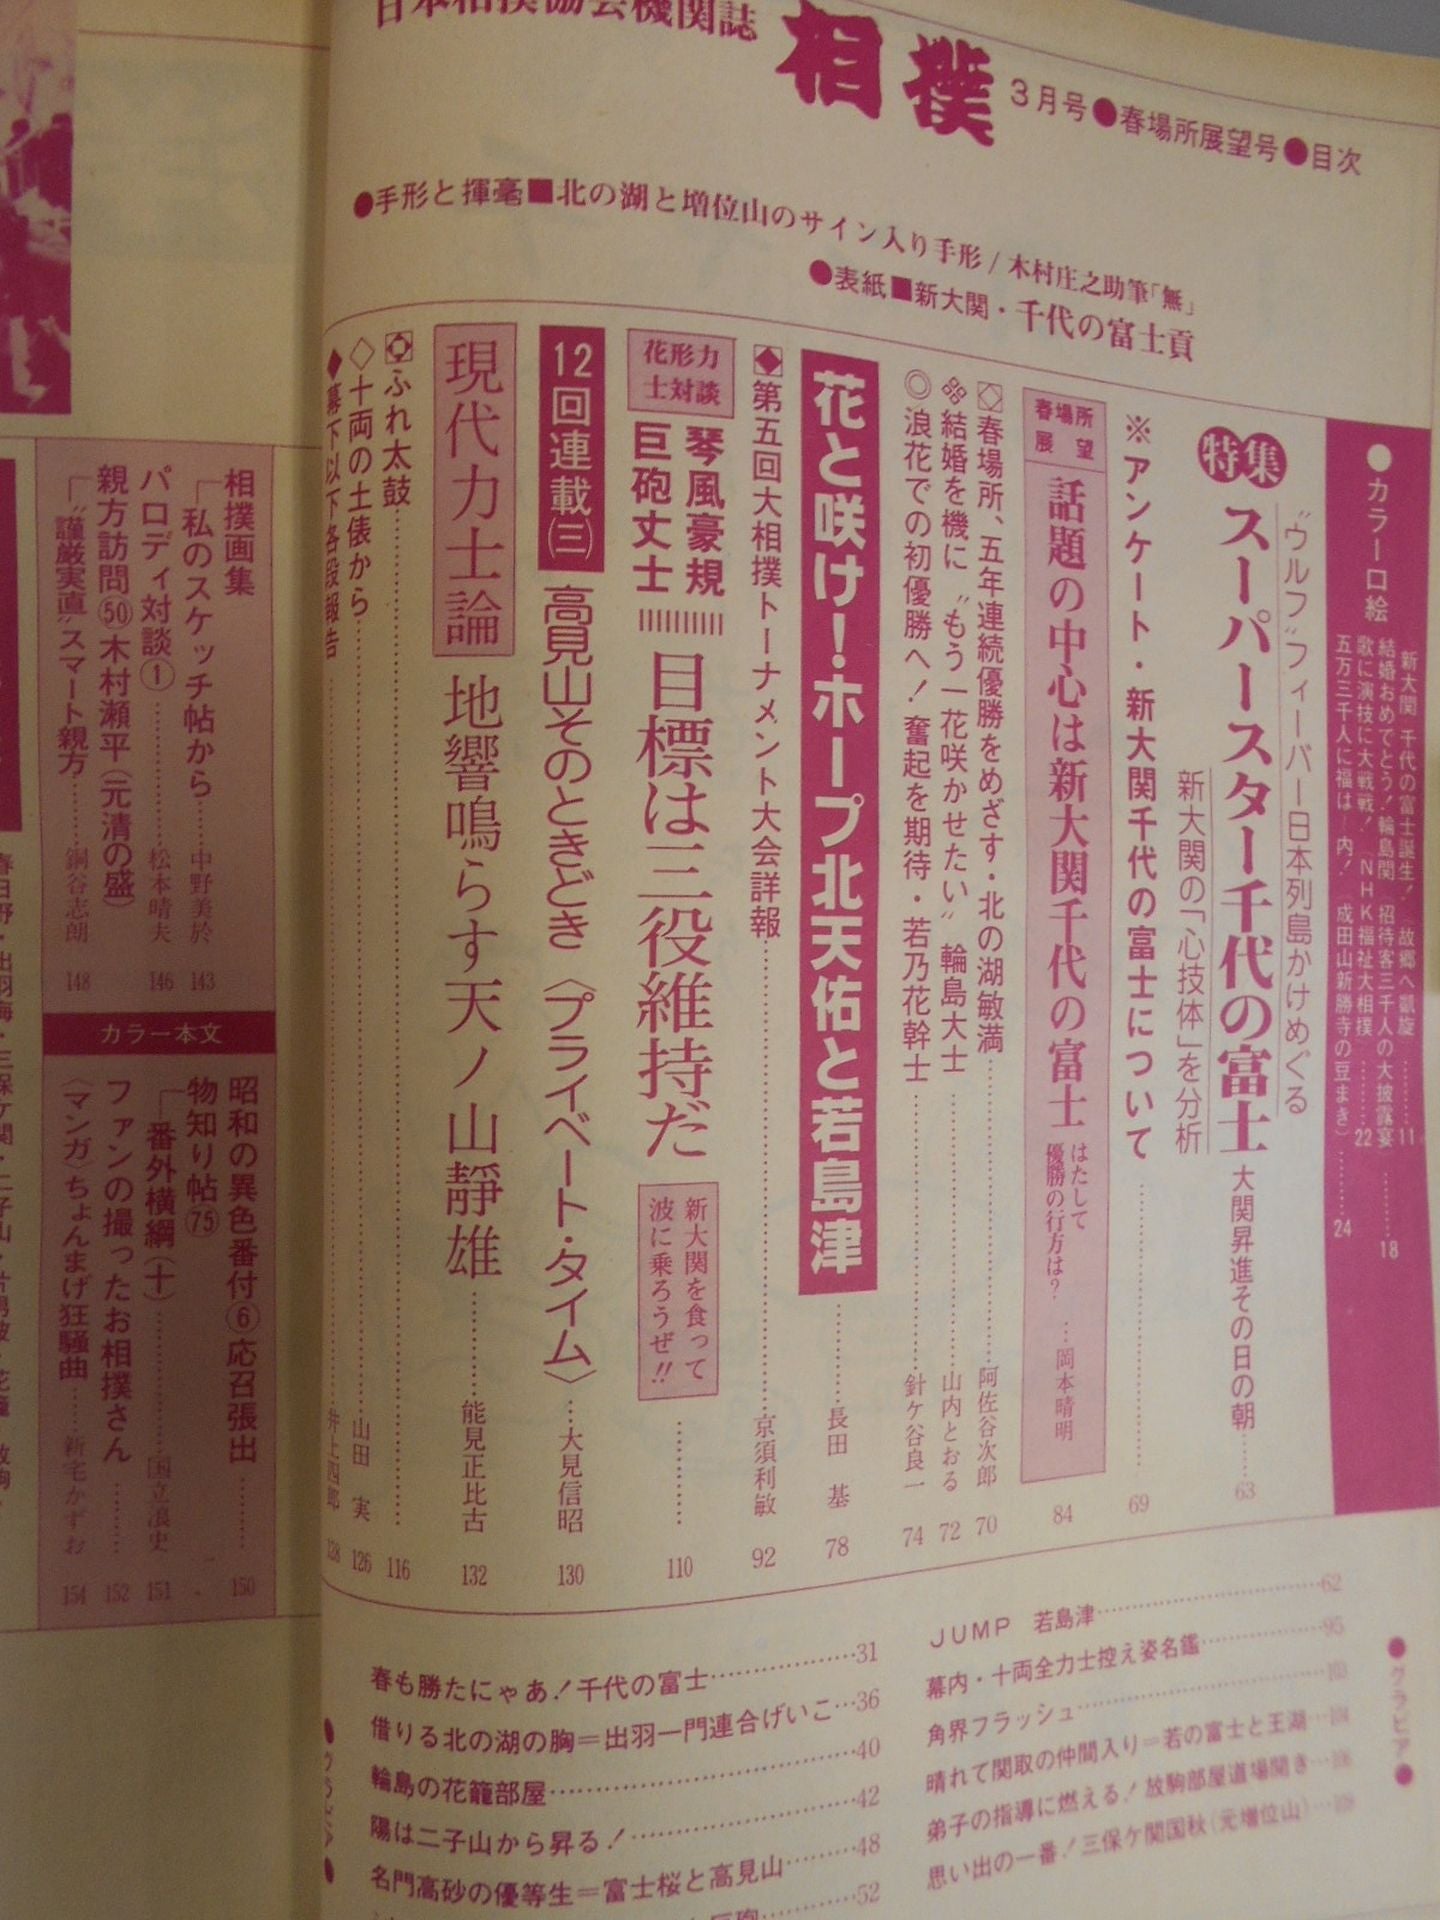 日本相撲協会機関誌
相撲
3月号●春場所展望号●目次
●手形と揮毫■北の湖と増位山のサイン入り手形/木村庄之助筆「無」
●表紙■新大関・千代の富士貢
●カラー口絵
新大関 千代の富士誕生!〈故郷へ凱旋……11
結婚おめでとう!輪島関 招待客三千人の大披露宴……18
歌に演技に大戦戦!〈NHK福祉大相撲……22
五万三千人に福は―内!〈成田山新勝寺の豆まき〉……24
〝ウルフ〟フィーバー日本列島かけめぐる
特集 スーパースター千代の富士 大関昇進その日の朝……63
新大関の「心技体」を分析
※アンケート・新大関千代の富士について……69
春場所展望 話題の中心は新大関千代の富士 はたして優勝の行方は?…岡本晴明 84
◇春場所、五年連続優勝をめざす・北の湖敏満……阿佐谷次郎 70
結婚を機に〝もう一花咲かせたい〟輪島大士……山内とおる 72
◎浪花での初優勝へ!奮起を期待・若乃花幹士……針ケ谷良一 74
花と咲け!ホープ北天佑と若島津……長田 基 78
◆第五回大相撲トーナメント大会詳報……京須利敏 92
花形力士対談 琴風豪規 巨砲丈士 目標は三役維持だ 新大関を食って波に乗ろうぜ!!……110
12回連載(三) 高見山そのときどき〈プライベート・タイム〉…大見信昭 130
現代力士論 地響鳴らす天ノ山静雄……能見正比古 132
ふれ太鼓……116
◇十両の土俵から……山田 実 126
◆幕下以下各段報告……井上四郎 128
相撲画集
「私のスケッチ帖から……中野美於 143
パロディ対談①……松本晴夫 146
親方訪問㊿木村瀬平(元清の盛)
「〝謹厳実直〟スマート親方……銅谷志朗 148
カラー本文
昭和の異色番付⑥応召張出……150
物知り帖(75)
「番外横綱(十)……国立浪史 151
ファンの撮ったお相撲さん……152
〈マンガ〉ちょんまげ狂騒曲……新宅かずお 154
●グラビア●
JUMP 若島津……62
幕内・十両全力士控え姿名鑑……95
角界フラッシュ……
晴れて関取の仲間入り=若の富士と王湖…
弟子の指導に燃える!放駒部屋道場開き…
思い出の一番!三保ケ関国秋(元増位山)…
春も勝たにゃあ!千代の富士……31
借りる北の湖の胸=出羽一門連合げいこ…36
輪島の花籠部屋……40
陽は二子山から昇る!……42
名門高砂の優等生=富士桜と高見山……48
巨砲……52